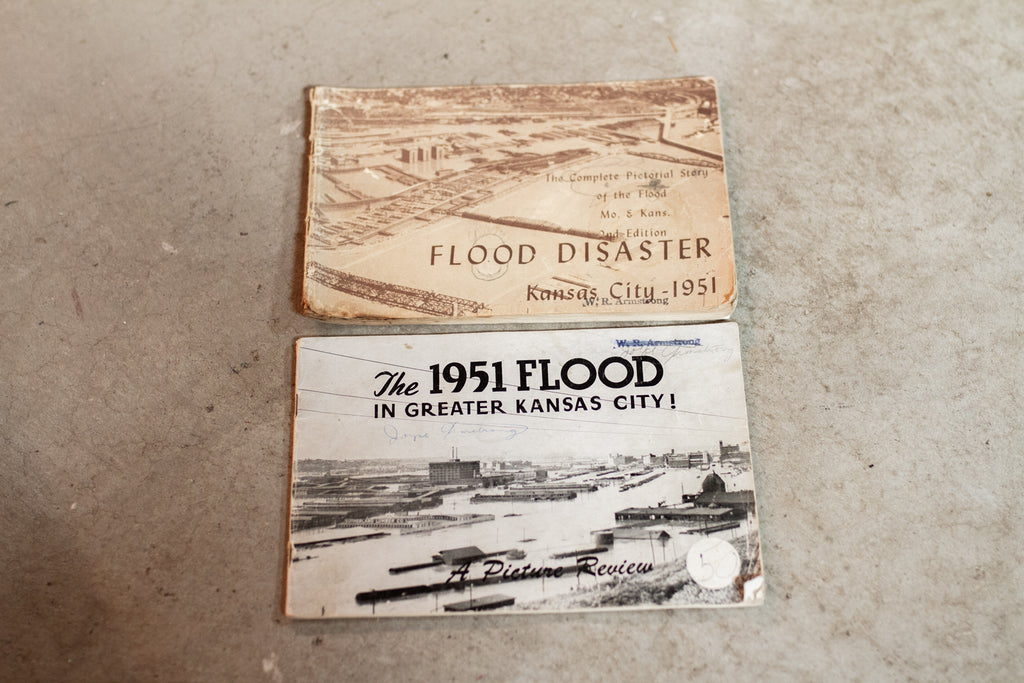 The Complete Pictorial Story
of the Flood
Mo. & Kans.
2nd Edition
FLOOD DISASTER
Kansas City - 1951
W. R. Armstrong
W. R. Armstrong
The 1951 FLOOD
IN GREATER KANSAS CITY!
A Picture Review
50